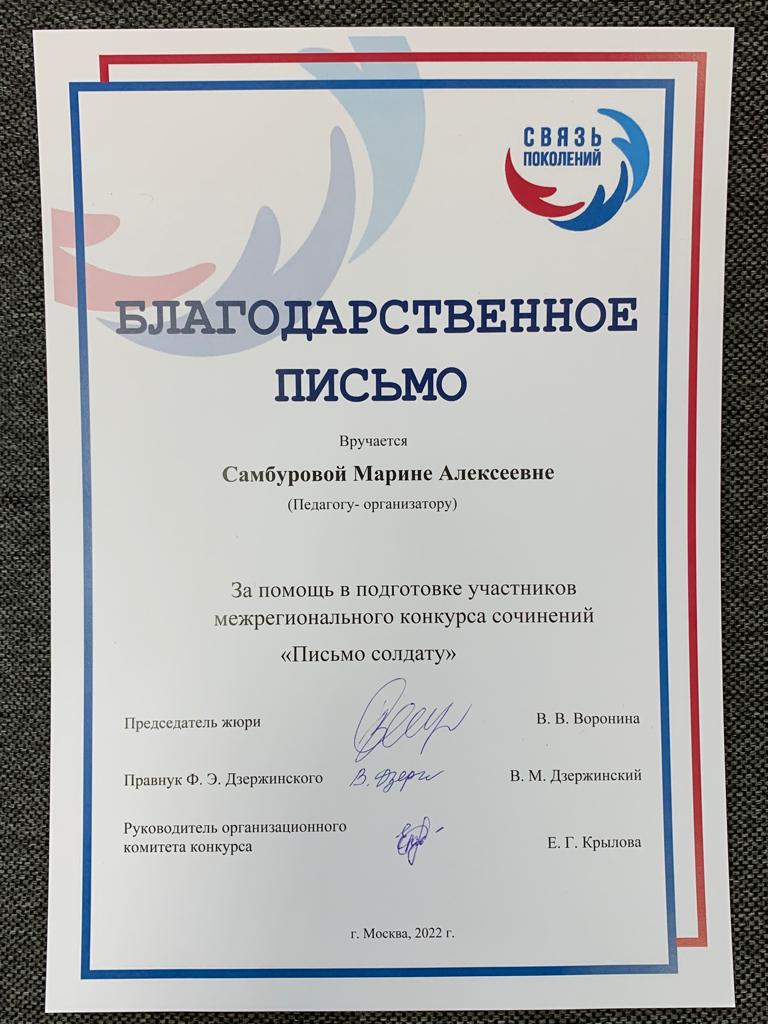 СВЯЗЬ
ПОКОЛЕНИЙ
БЛАГОДАРСТВЕННОЕ
ПИСЬМО
Вручается
Самбуровой Марине Алексеевне
(Педагогу- организатору)
За помощь в подготовке участников
межрегионального конкурса сочинений
«Письмо солдату»
Председатель жюри
В. В. Воронина
Правнук Ф. Э. Дзержинского
В. М. Дзержинский
Руководитель организационного
комитета конкурса
Е. Г. Крылова
г. Москва, 2022 г.